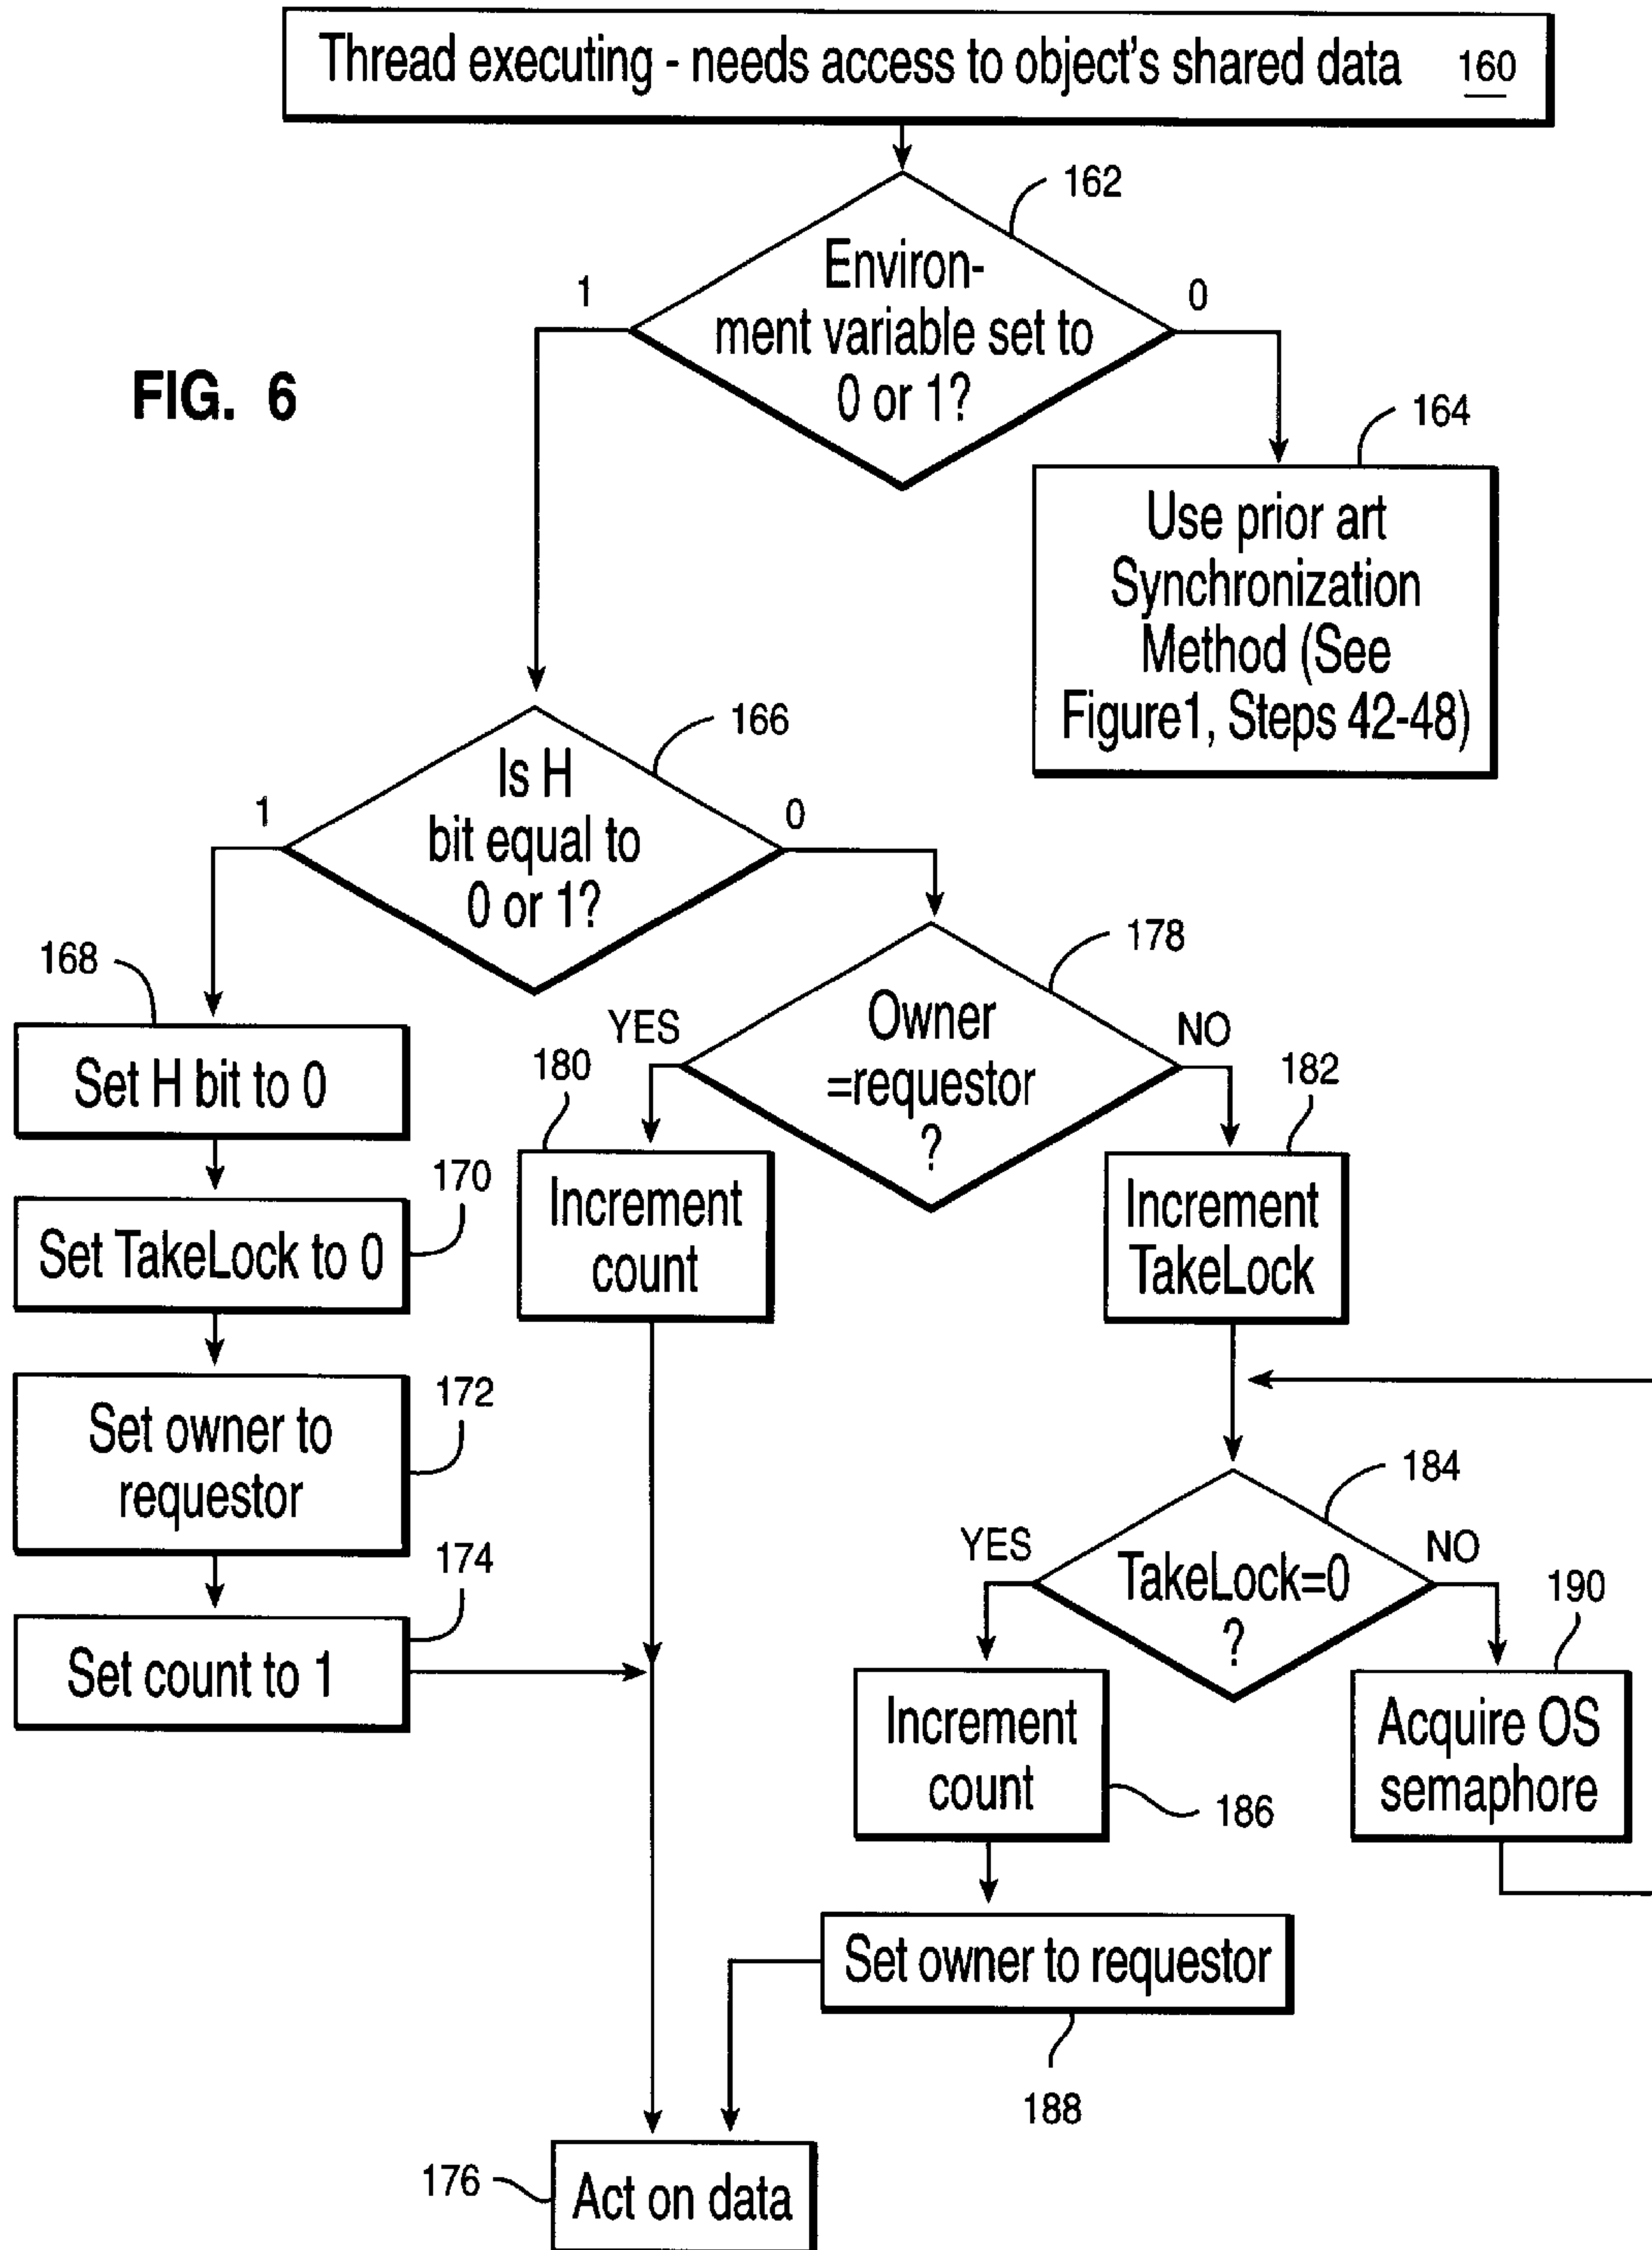 Thread executing - needs access to object's shared data 160
162
Environ-
ment variable set to
0 or 1?
1
0
FIG. 6
164
Use prior art
Synchronization
Method (See
Figure1, Steps 42-48)
166
Is H
bit equal to
0 or 1?
1
0
168
Set H bit to 0
170
Set TakeLock to 0
172
Set owner to
requestor
174
Set count to 1
178
Owner
=requestor
?
YES
NO
180
Increment
count
182
Increment
TakeLock
184
TakeLock=0
?
YES
NO
190
Acquire OS
semaphore
Increment
count
186
Set owner to requestor
188
176
Act on data